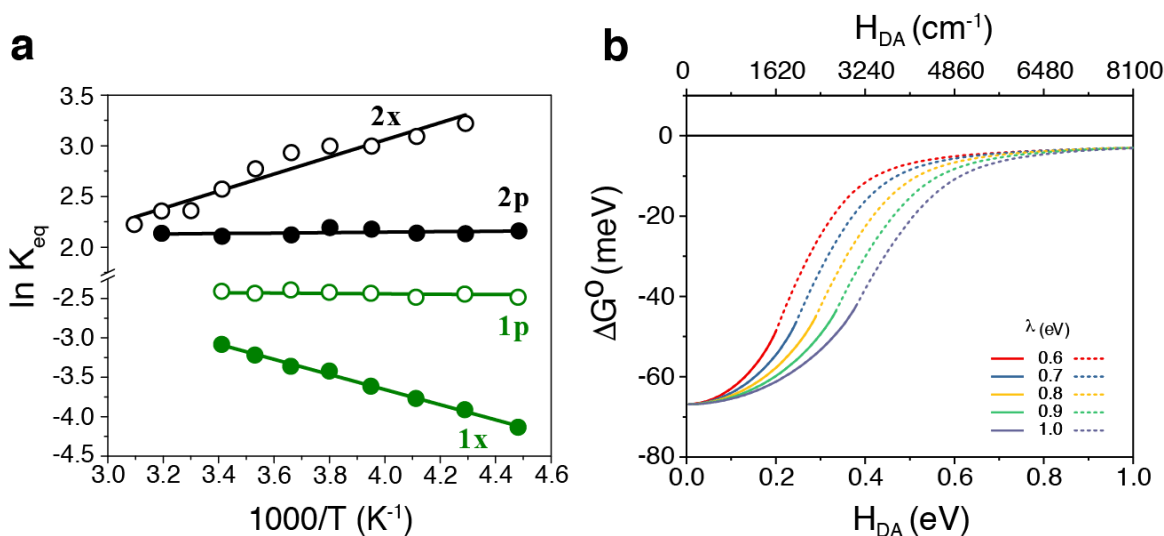 a
3.5
3.0
2.5
2.0
-2.5
-3.0
-3.5
-4.0
-4.5
ln Keq
2x
2p
1p
1x
3.0 3.2 3.4 3.6 3.8 4.0 4.2 4.4 4.6
1000/T (K-1)
b
HDA (cm-1)
0 1620 3240 4860 6480 8100
0
-20
-40
-60
-80
ΔGO (meV)
λ (eV)
0.6
0.7
0.8
0.9
1.0
0.0 0.2 0.4 0.6 0.8 1.0
HDA (eV)